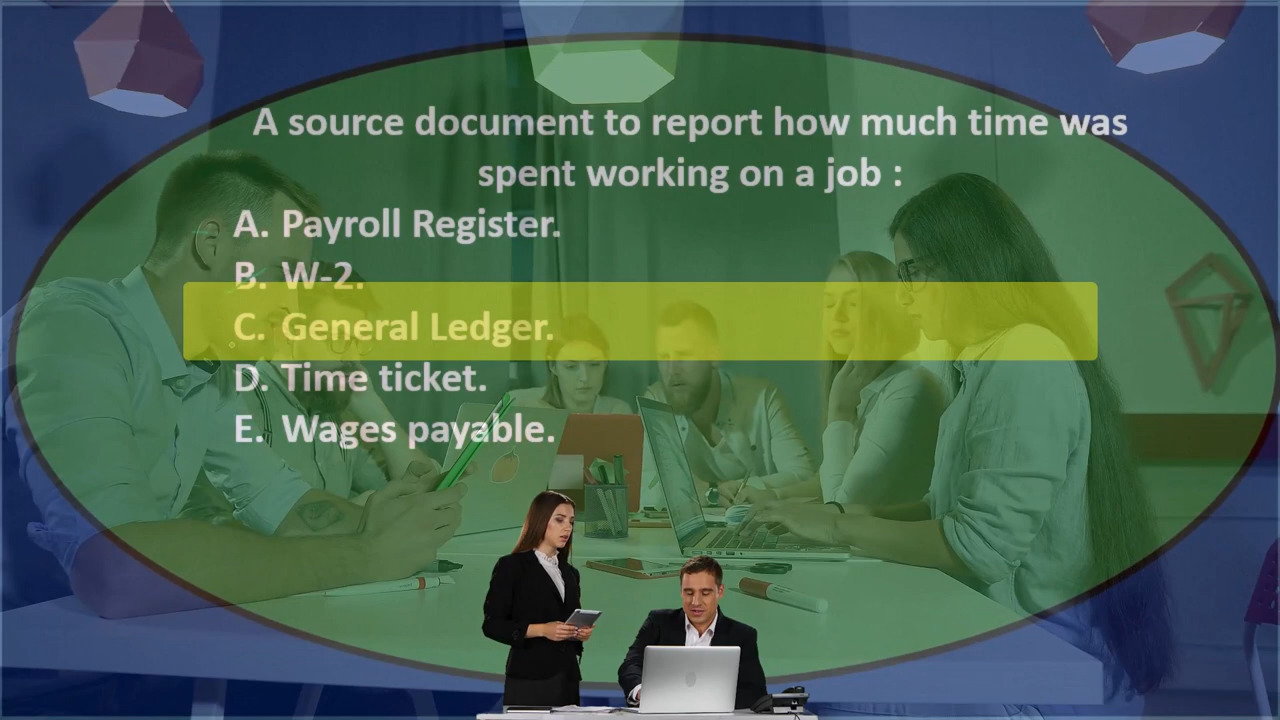 A source document to report how much time was
spent working on a job :
A. Payroll Register.
B. W-2.
C. General Ledger.
D. Time ticket.
E. Wages payable.